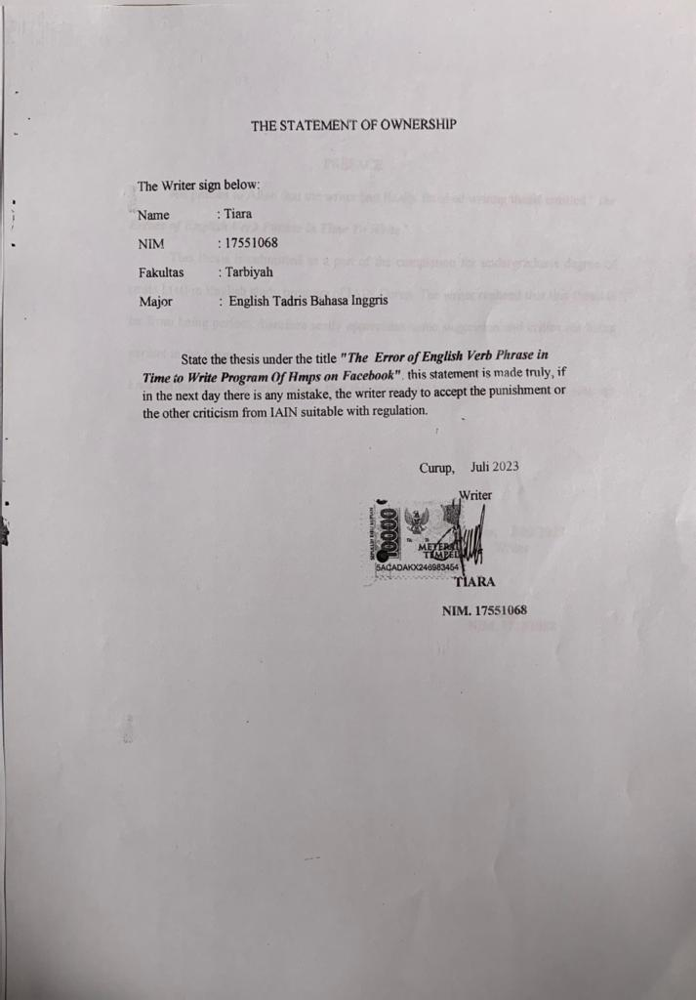 THE STATEMENT OF OWNERSHIP
The Writer sign below:
Name : Tiara
NIM : 17551068
Fakultas : Tarbiyah
Major : English Tadris Bahasa Inggris
State the thesis under the title "The Error of English Verb Phrase in
Time to Write Program Of Hmps on Facebook". this statement is made truly, if
in the next day there is any mistake, the writer ready to accept the punishment or
the other criticism from IAIN suitable with regulation.
Curup, Juli 2023
Writer
10000
TEMPEL
5ACADAKX246983454
TIARA
NIM. 17551068